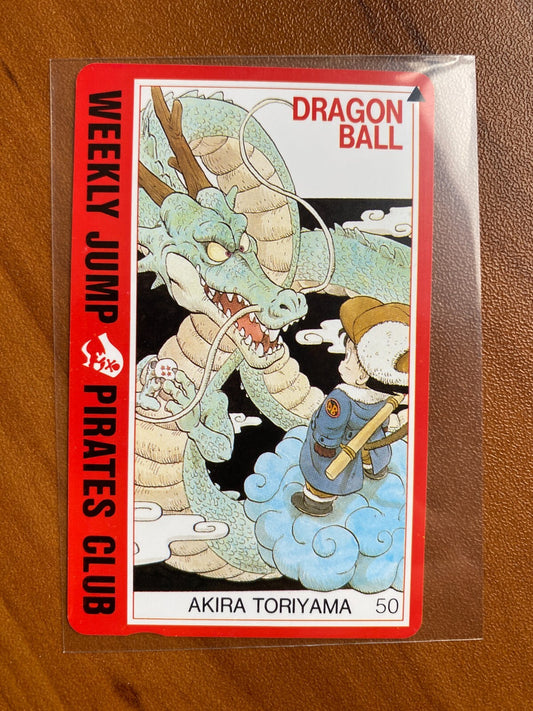 DRAGON
BALL
WEEKLY JUMP PIRATES CLUB
AKIRA TORIYAMA 50